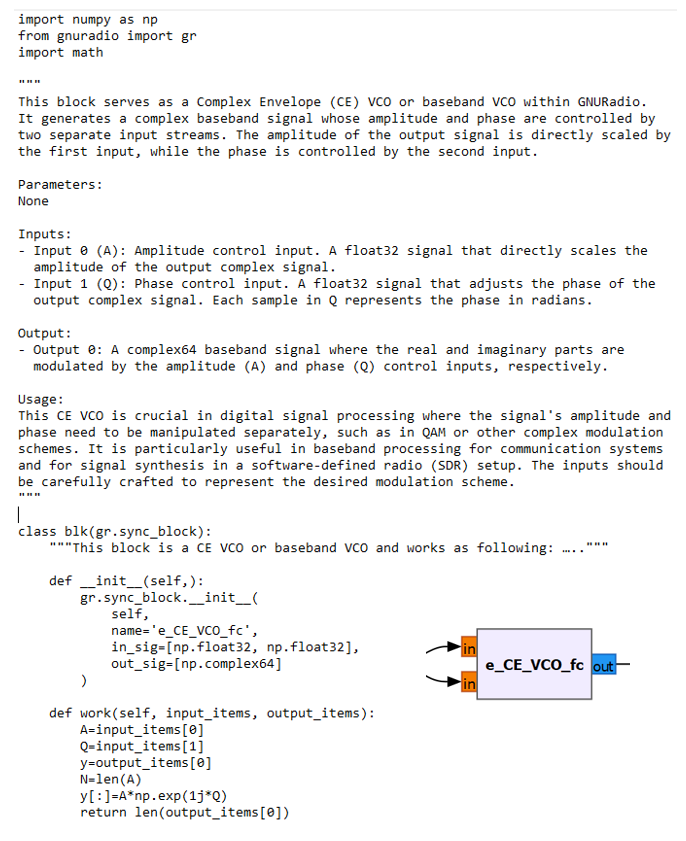 import numpy as np
from gnuradio import gr
import math
"""
This block serves as a Complex Envelope (CE) VCO or baseband VCO within GNURadio.
It generates a complex baseband signal whose amplitude and phase are controlled by
two separate input streams. The amplitude of the output signal is directly scaled by
the first input, while the phase is controlled by the second input.
Parameters:
None
Inputs:
- Input 0 (A): Amplitude control input. A float32 signal that directly scales the
  amplitude of the output complex signal.
- Input 1 (Q): Phase control input. A float32 signal that adjusts the phase of the
  output complex signal. Each sample in Q represents the phase in radians.
Output:
- Output 0: A complex64 baseband signal where the real and imaginary parts are
  modulated by the amplitude (A) and phase (Q) control inputs, respectively.
Usage:
This CE VCO is crucial in digital signal processing where the signal's amplitude and
phase need to be manipulated separately, such as in QAM or other complex modulation
schemes. It is particularly useful in baseband processing for communication systems
and for signal synthesis in a software-defined radio (SDR) setup. The inputs should
be carefully crafted to represent the desired modulation scheme.
"""
class blk(gr.sync_block):
    """This block is a CE VCO or baseband VCO and works as following: ….."""
    def __init__(self,):
        gr.sync_block.__init__(
            self,
            name='e_CE_VCO_fc',
            in_sig=[np.float32, np.float32],
            out_sig=[np.complex64]
        )
    def work(self, input_items, output_items):
        A=input_items[0]
        Q=input_items[1]
        y=output_items[0]
        N=len(A)
        y[:]=A*np.exp(1j*Q)
        return len(output_items[0])
in
e_CE_VCO_fc
out
in